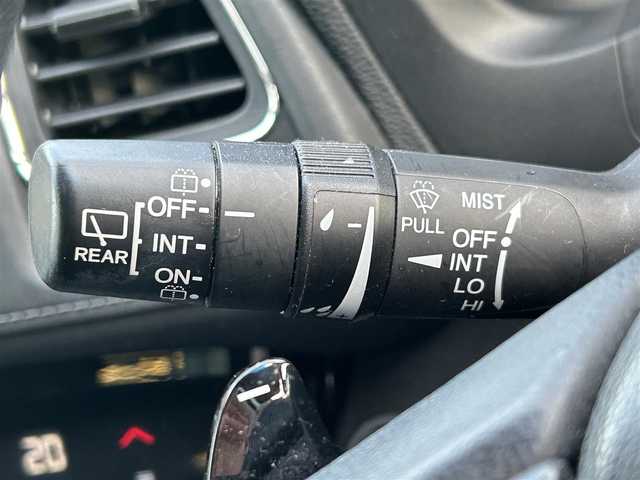 OFF
REAR
INT
ON
PULL
MIST
OFF
INT
LO
HI
20